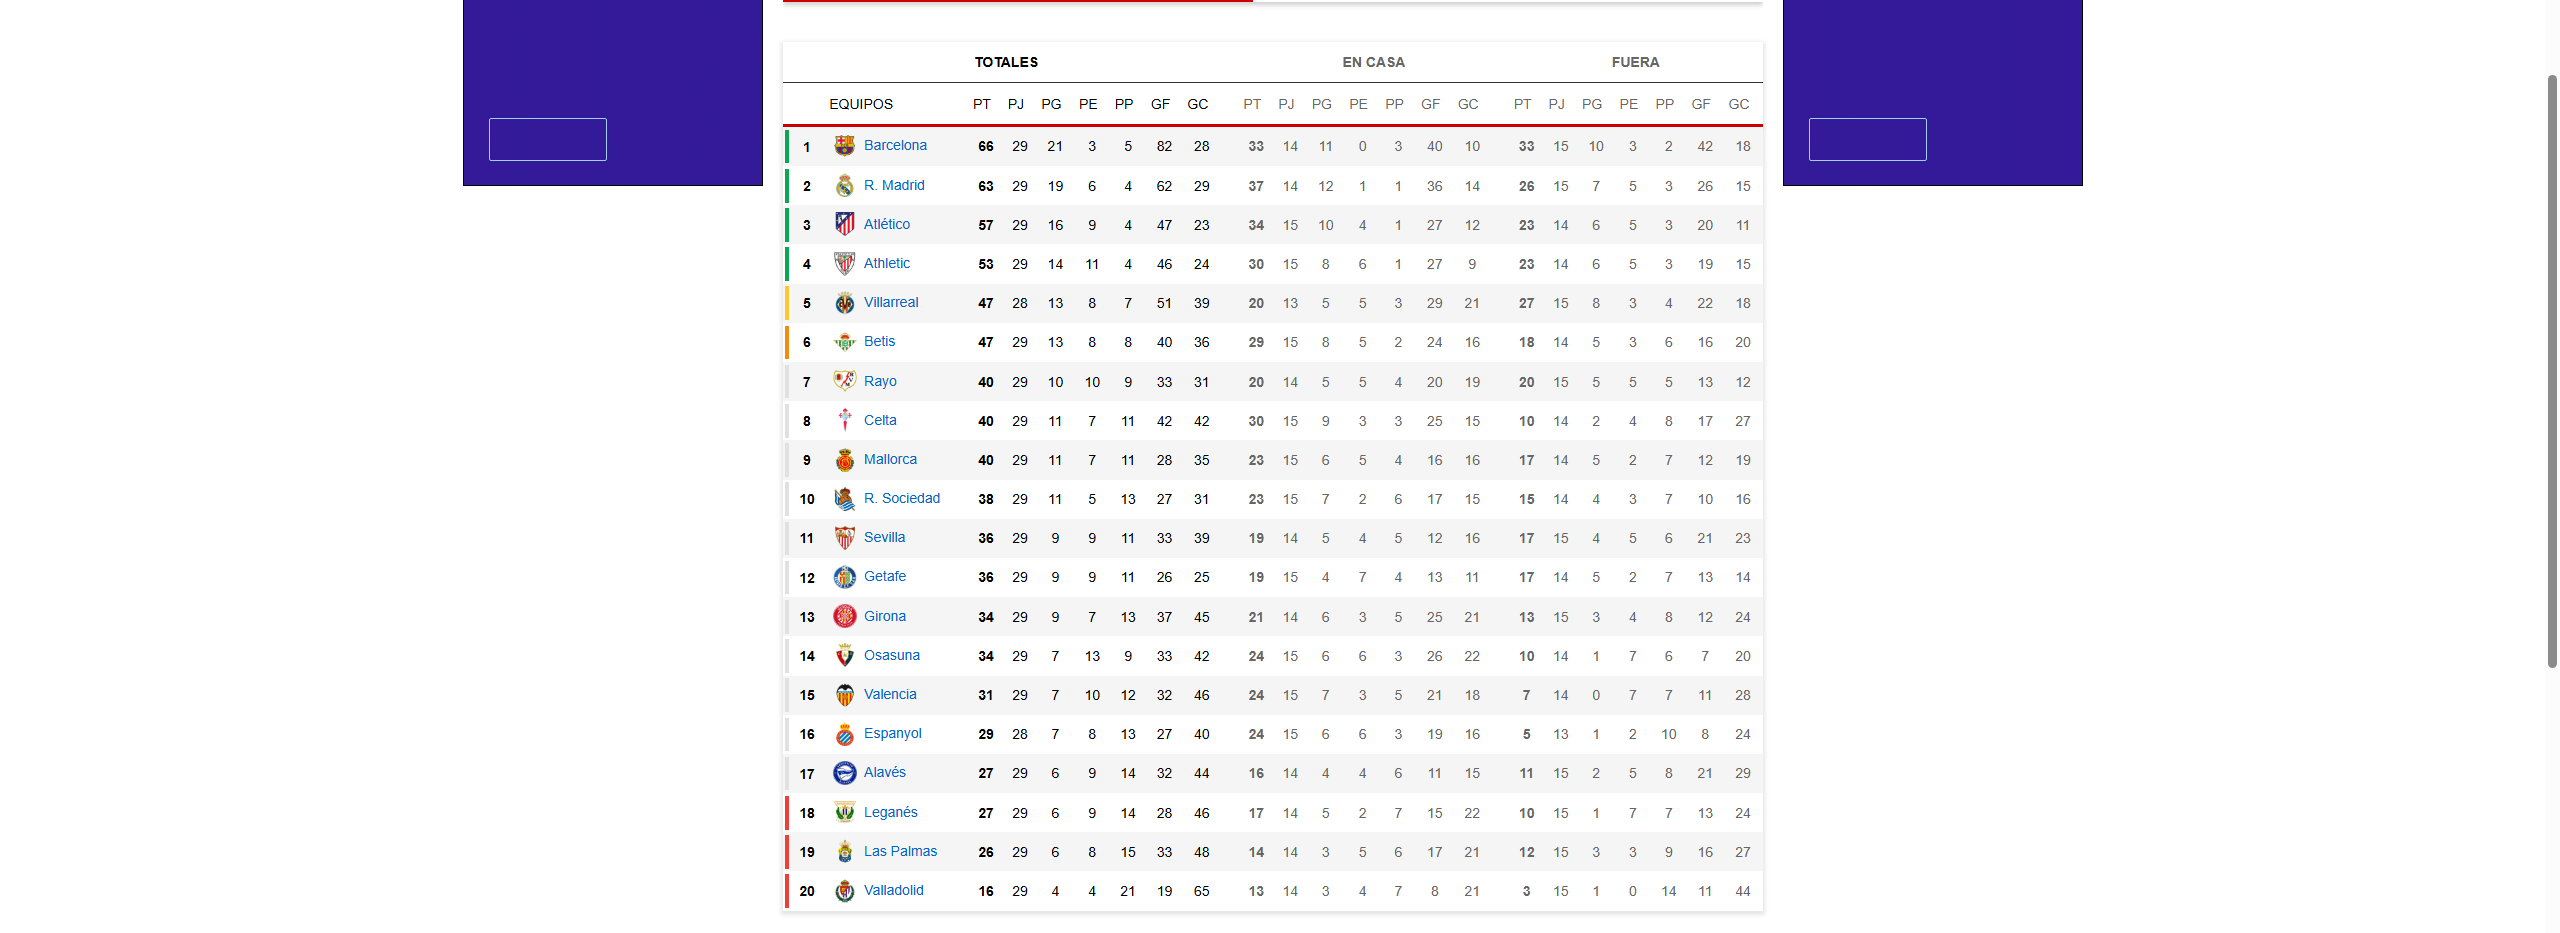 TOTALES EN CASA FUERA
EQUIPOS PT PJ PG PE PP GF GC PT PJ PG PE PP GF GC PT PJ PG PE PP GF GC
1 Barcelona 66 29 21 3 5 82 28 33 14 11 0 3 40 10 33 15 10 3 2 42 18
2 R. Madrid 63 29 19 6 4 62 29 37 14 12 1 1 36 14 26 15 7 5 3 26 15
3 Atlético 57 29 16 9 4 47 23 34 15 10 4 1 27 12 23 14 6 5 3 20 11
4 Athletic 53 29 14 11 4 46 24 30 15 8 6 1 27 9 23 14 6 5 3 19 15
5 Villarreal 47 28 13 8 7 51 39 20 13 5 5 3 29 21 27 15 8 3 4 22 18
6 Betis 47 29 13 8 8 40 36 29 15 8 5 2 24 16 18 14 5 3 6 16 20
7 Rayo 40 29 10 10 9 33 31 20 14 5 5 4 20 19 20 15 5 5 5 13 12
8 Celta 40 29 11 7 11 42 42 30 15 9 3 3 25 15 10 14 2 4 8 17 27
9 Mallorca 40 29 11 7 11 28 35 23 15 6 5 4 16 16 17 14 5 2 7 12 19
10 R. Sociedad 38 29 11 5 13 27 31 23 15 7 2 6 17 15 15 14 4 3 7 10 16
11 Sevilla 36 29 9 9 11 33 39 19 14 5 4 5 12 16 17 15 4 5 6 21 23
12 Getafe 36 29 9 9 11 26 25 19 15 4 7 4 13 11 17 14 5 2 7 13 14
13 Girona 34 29 9 7 13 37 45 21 14 6 3 5 25 21 13 15 3 4 8 12 24
14 Osasuna 34 29 7 13 9 33 42 24 15 6 6 3 26 22 10 14 1 7 6 7 20
15 Valencia 31 29 7 10 12 32 46 24 15 7 3 5 21 18 7 14 0 7 7 11 28
16 Espanyol 29 28 7 8 13 27 40 24 15 6 6 3 19 16 5 13 1 2 10 8 24
17 Alavés 27 29 6 9 14 32 44 16 14 4 4 6 11 15 11 15 2 5 8 21 29
18 Leganés 27 29 6 9 14 28 46 17 14 5 2 7 15 22 10 15 1 7 7 13 24
19 Las Palmas 26 29 6 8 15 33 48 14 14 3 5 6 17 21 12 15 3 3 9 16 27
20 Valladolid 16 29 4 4 21 19 65 13 14 3 4 7 8 21 3 15 1 0 14 11 44